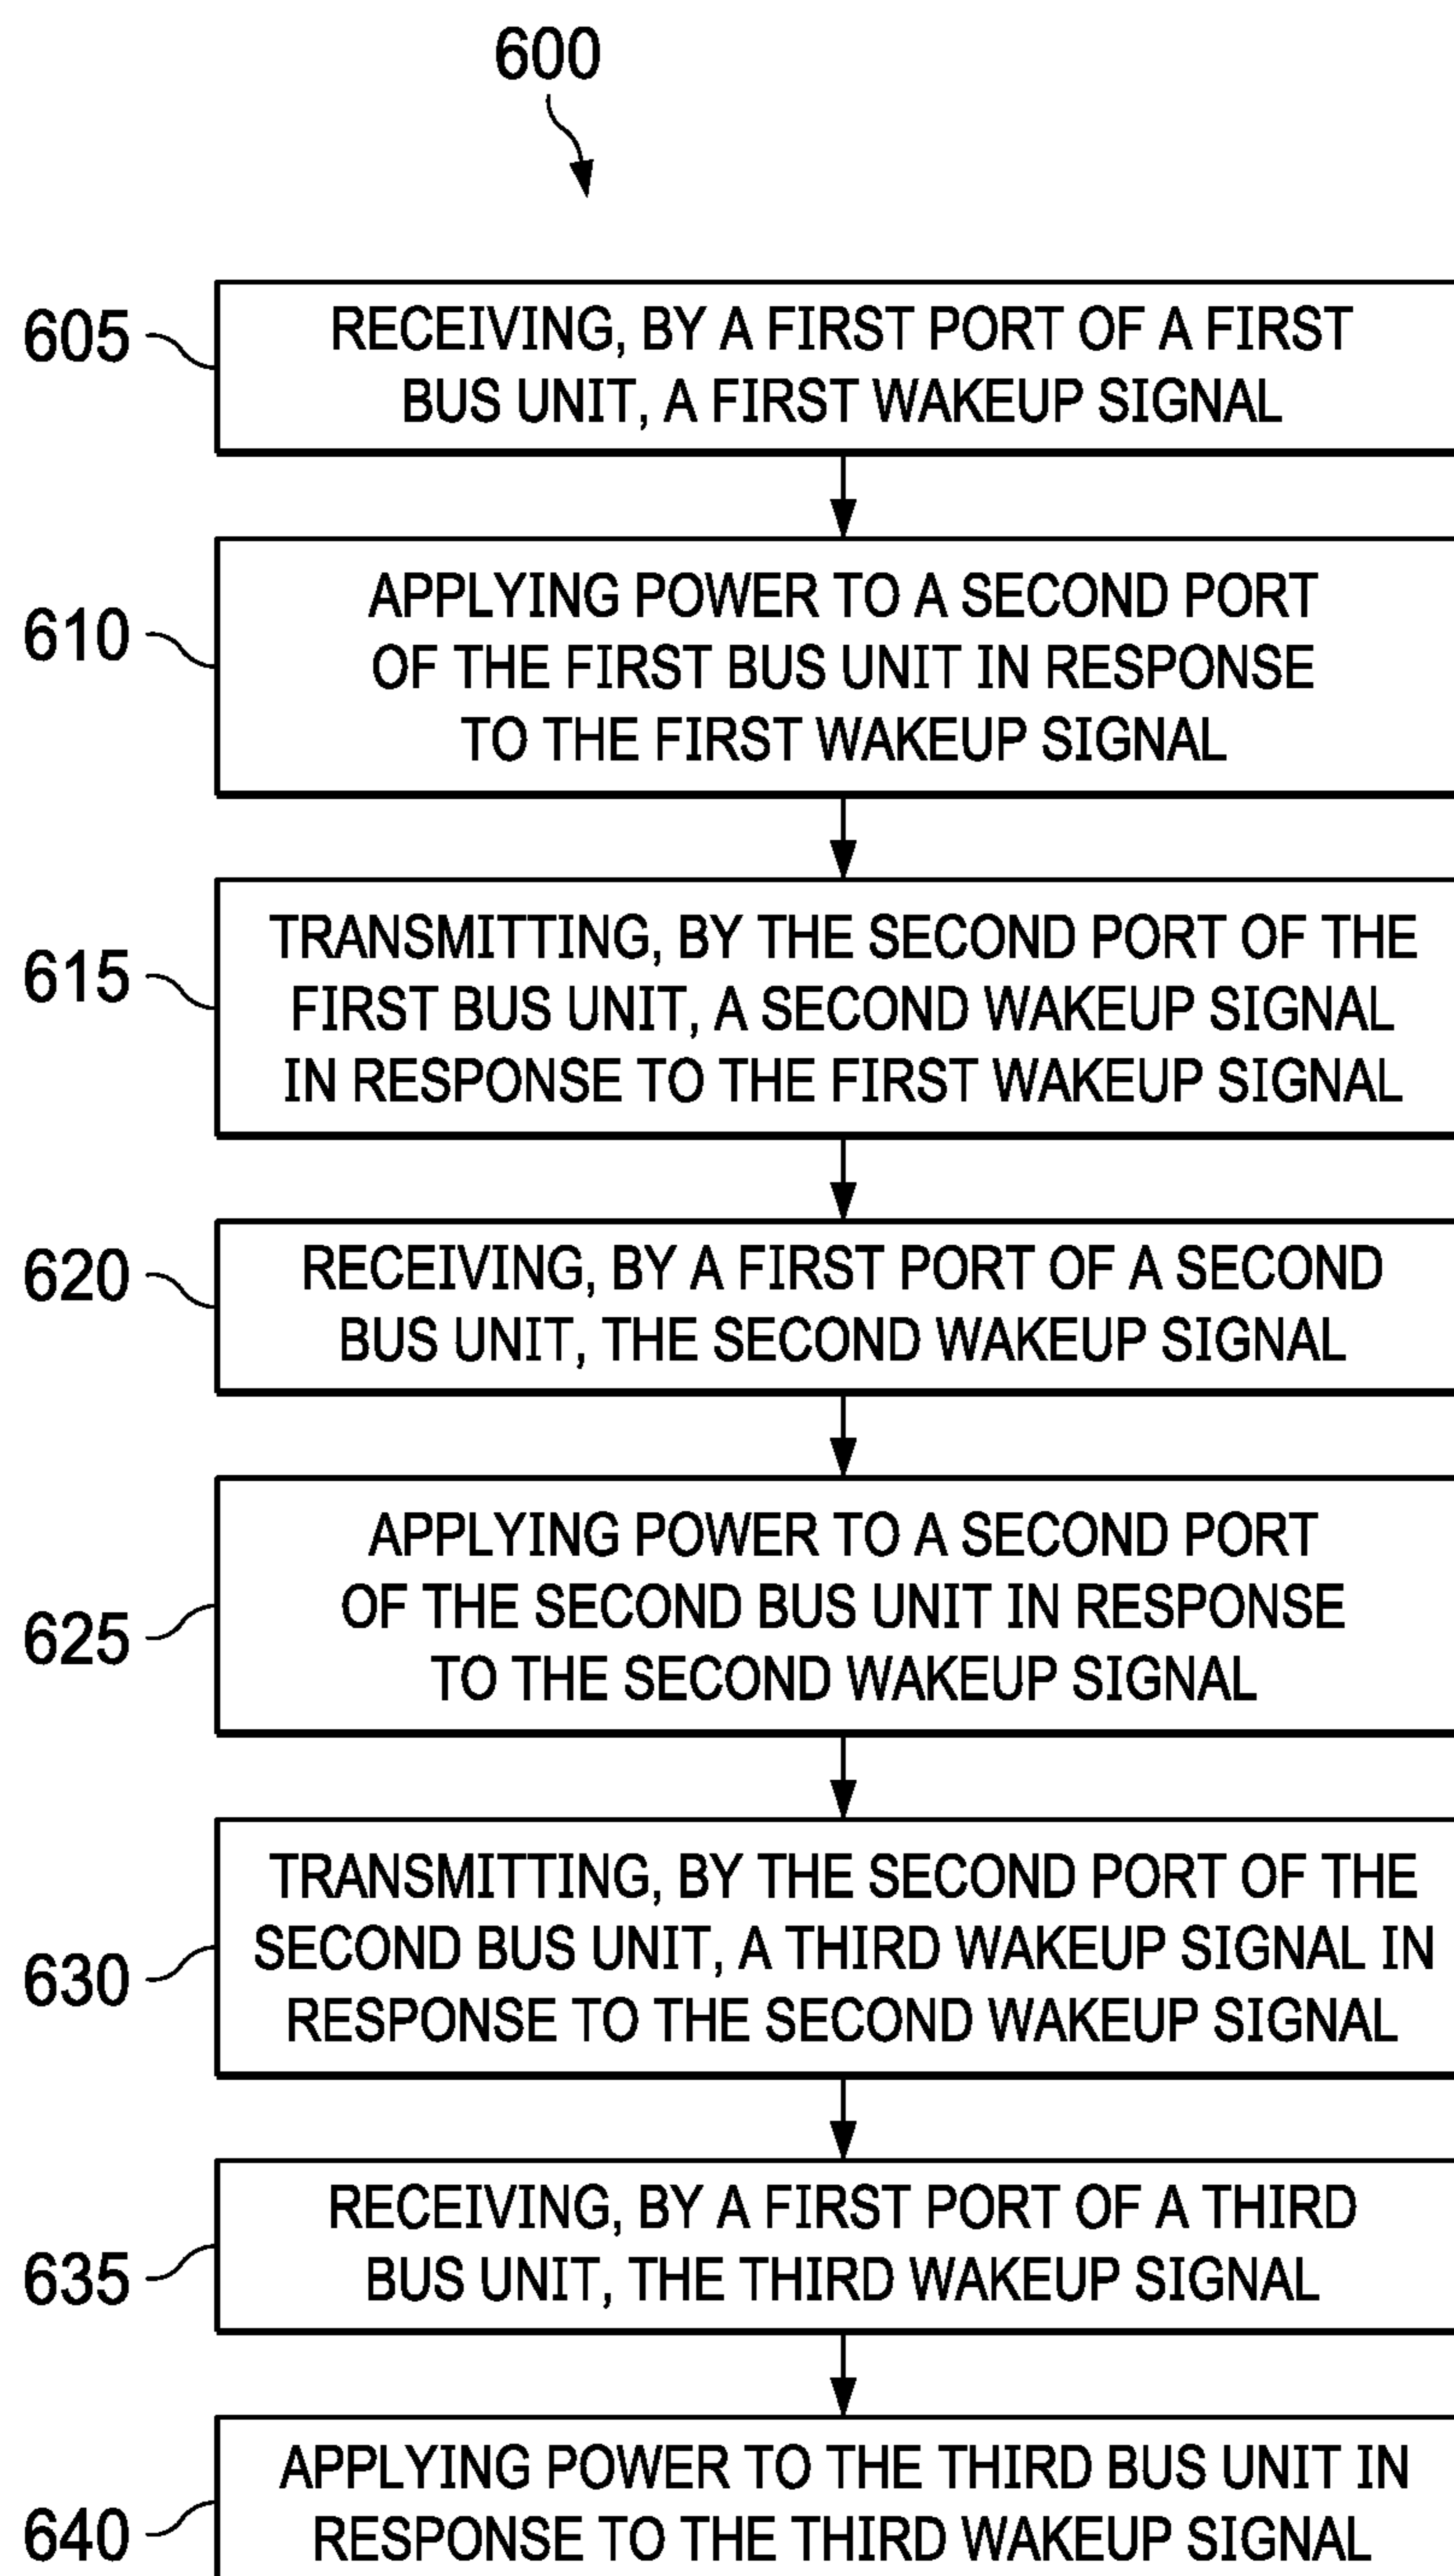 600
605
RECEIVING, BY A FIRST PORT OF A FIRST
BUS UNIT, A FIRST WAKEUP SIGNAL
610
APPLYING POWER TO A SECOND PORT
OF THE FIRST BUS UNIT IN RESPONSE
TO THE FIRST WAKEUP SIGNAL
615
TRANSMITTING, BY THE SECOND PORT OF THE
FIRST BUS UNIT, A SECOND WAKEUP SIGNAL
IN RESPONSE TO THE FIRST WAKEUP SIGNAL
620
RECEIVING, BY A FIRST PORT OF A SECOND
BUS UNIT, THE SECOND WAKEUP SIGNAL
625
APPLYING POWER TO A SECOND PORT
OF THE SECOND BUS UNIT IN RESPONSE
TO THE SECOND WAKEUP SIGNAL
630
TRANSMITTING, BY THE SECOND PORT OF THE
SECOND BUS UNIT, A THIRD WAKEUP SIGNAL IN
RESPONSE TO THE SECOND WAKEUP SIGNAL
635
RECEIVING, BY A FIRST PORT OF A THIRD
BUS UNIT, THE THIRD WAKEUP SIGNAL
640
APPLYING POWER TO THE THIRD BUS UNIT IN
RESPONSE TO THE THIRD WAKEUP SIGNAL